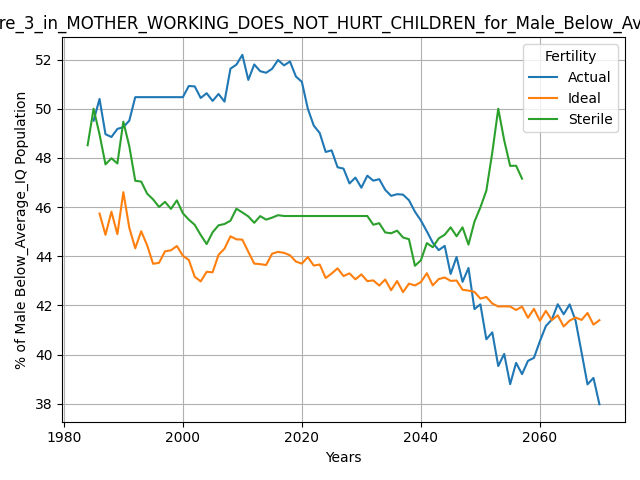 re_3_in_MOTHER_WORKING_DOES_NOT_HURT_CHILDREN_for_Male_Below_Av
Fertility
Actual
Ideal
Sterile
% of Male Below_Average_IQ Population
52
50
48
46
44
42
40
38
1980
2000
2020
2040
2060
Years